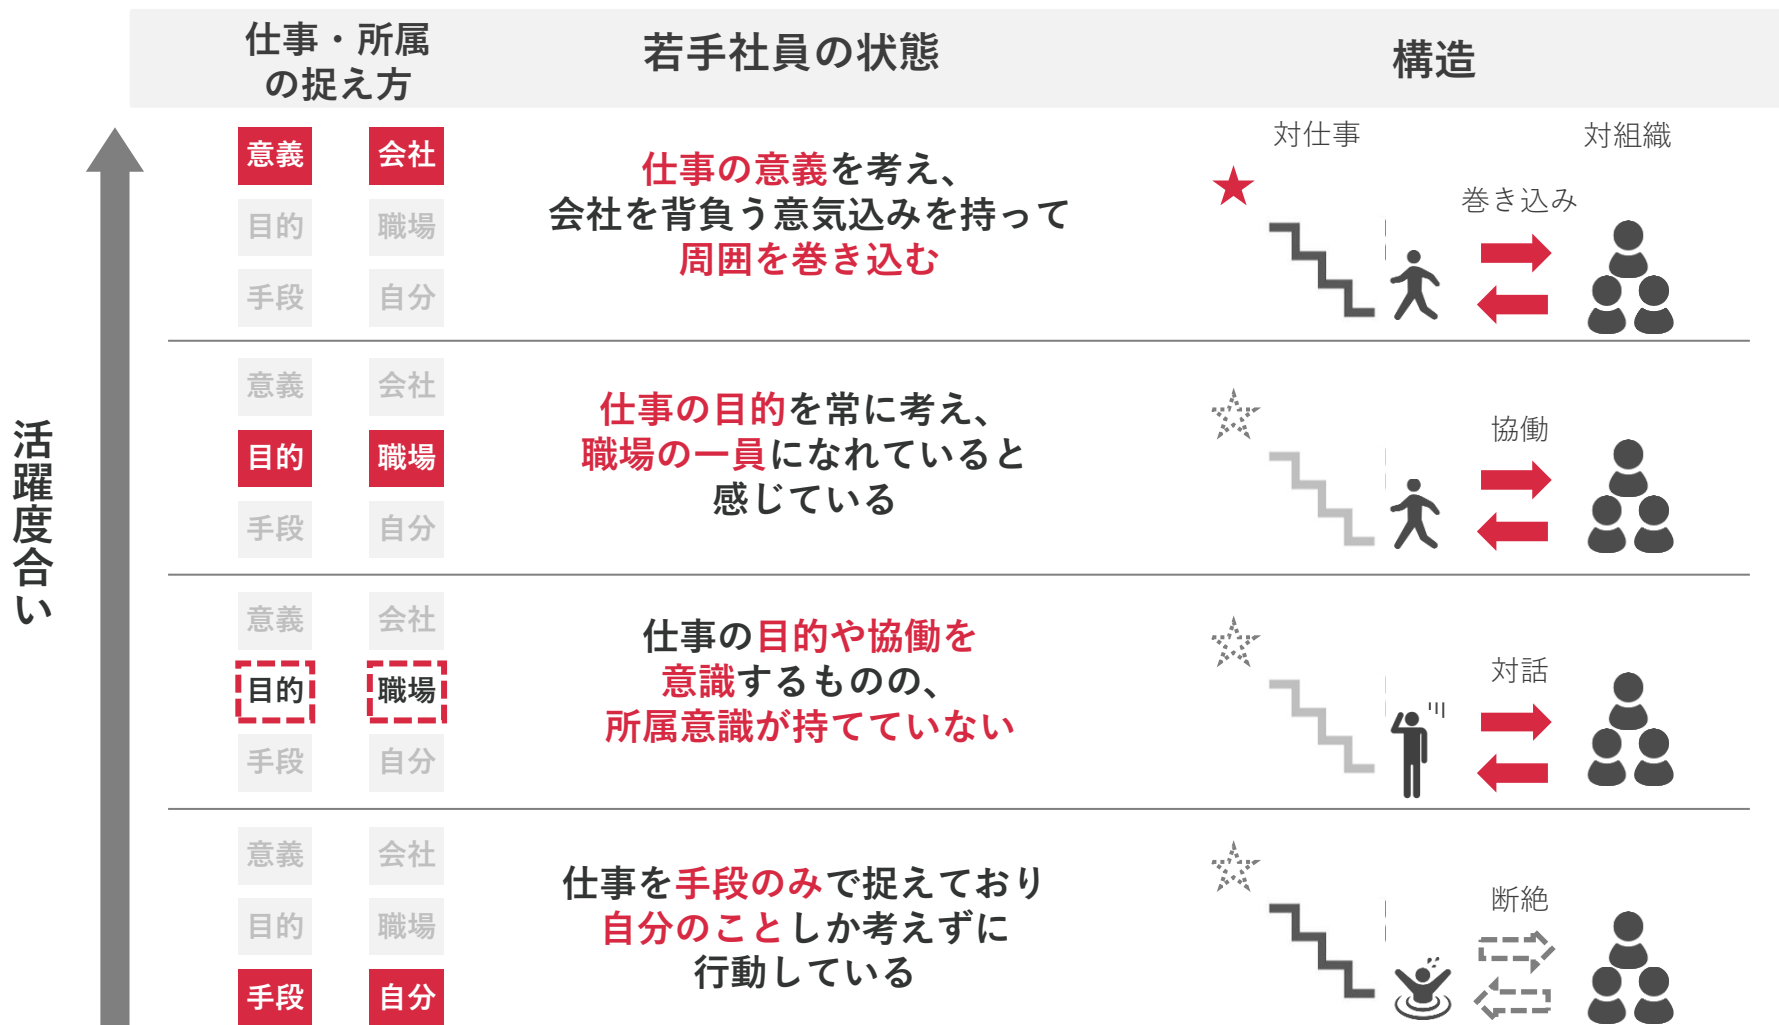 仕事・所属
の捉え方
若手社員の状態
構造
活躍度合い
意義
会社
目的
職場
手段
自分
仕事の意義を考え、
会社を背負う意気込みを持って
周囲を巻き込む
対仕事
対組織
巻き込み
意義
会社
目的
職場
手段
自分
仕事の目的を常に考え、
職場の一員になれていると
感じている
協働
意義
会社
目的
職場
手段
自分
仕事の目的や協働を
意識するものの、
所属意識が持てていない
対話
意義
会社
目的
職場
手段
自分
仕事を手段のみで捉えており
自分のことしか考えずに
行動している
断絶